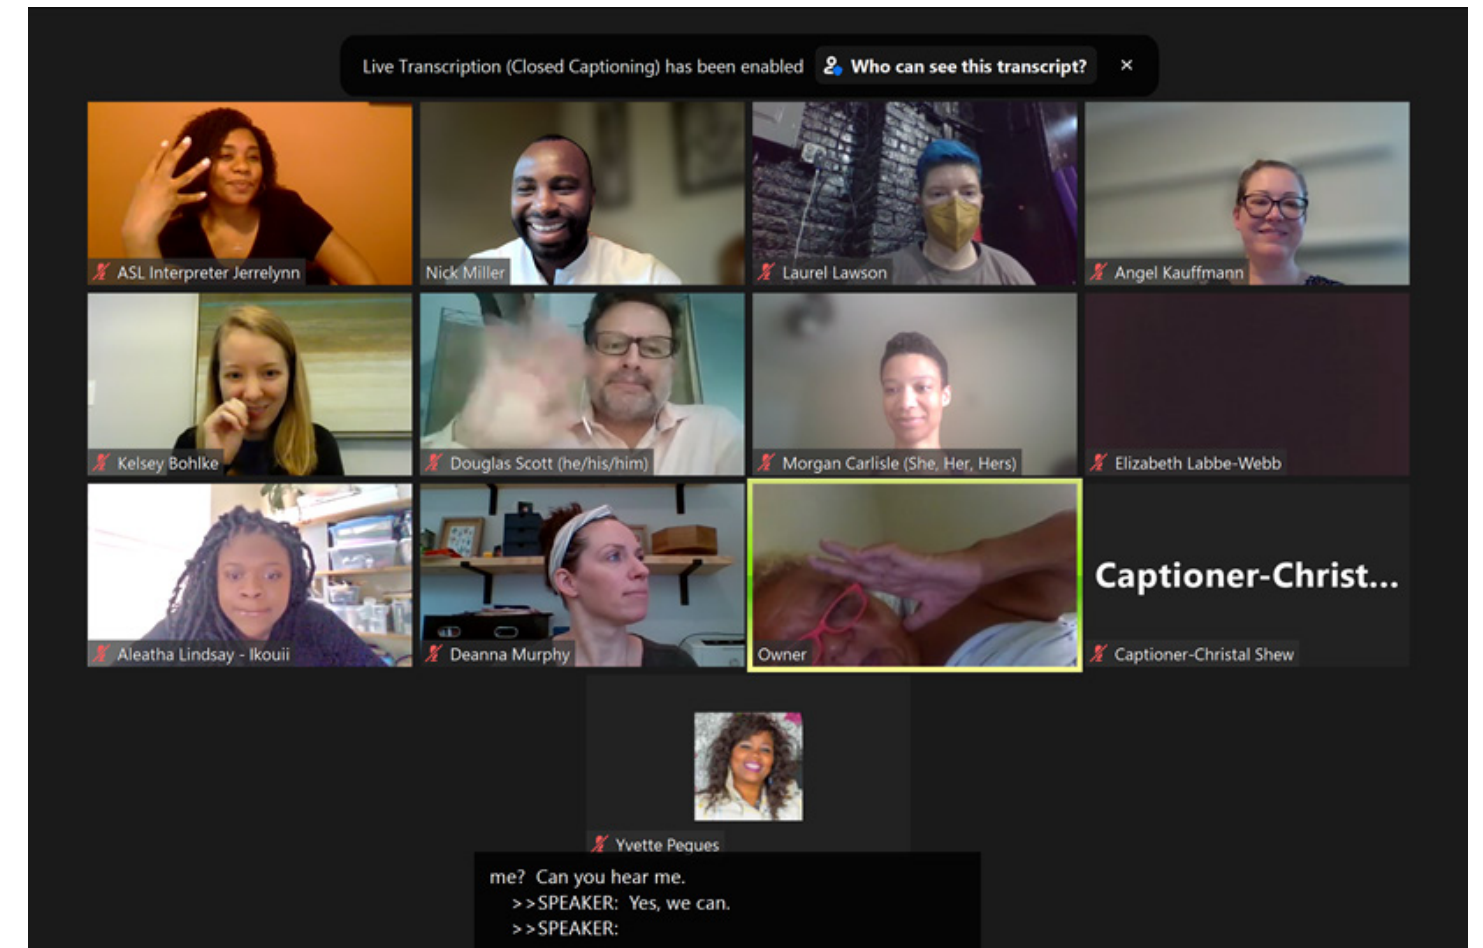 Live Transcription (Closed Captioning) has been enabled Who can see this transcript?
ASL Interpreter Jerrelynn
Nick Miller
Laurel Lawson
Angel Kauffmann
Kelsey Bohlke
Douglas Scott (he/his/him)
Morgan Carlisle (She, Her, Hers)
Elizabeth Labbe-Webb
Captioner-Christ...
Aleatha Lindsay - Ikouii
Deanna Murphy
Owner
Captioner-Christal Shew
Yvette Pegues
me? Can you hear me.
>>SPEAKER: Yes, we can.
>>SPEAKER: